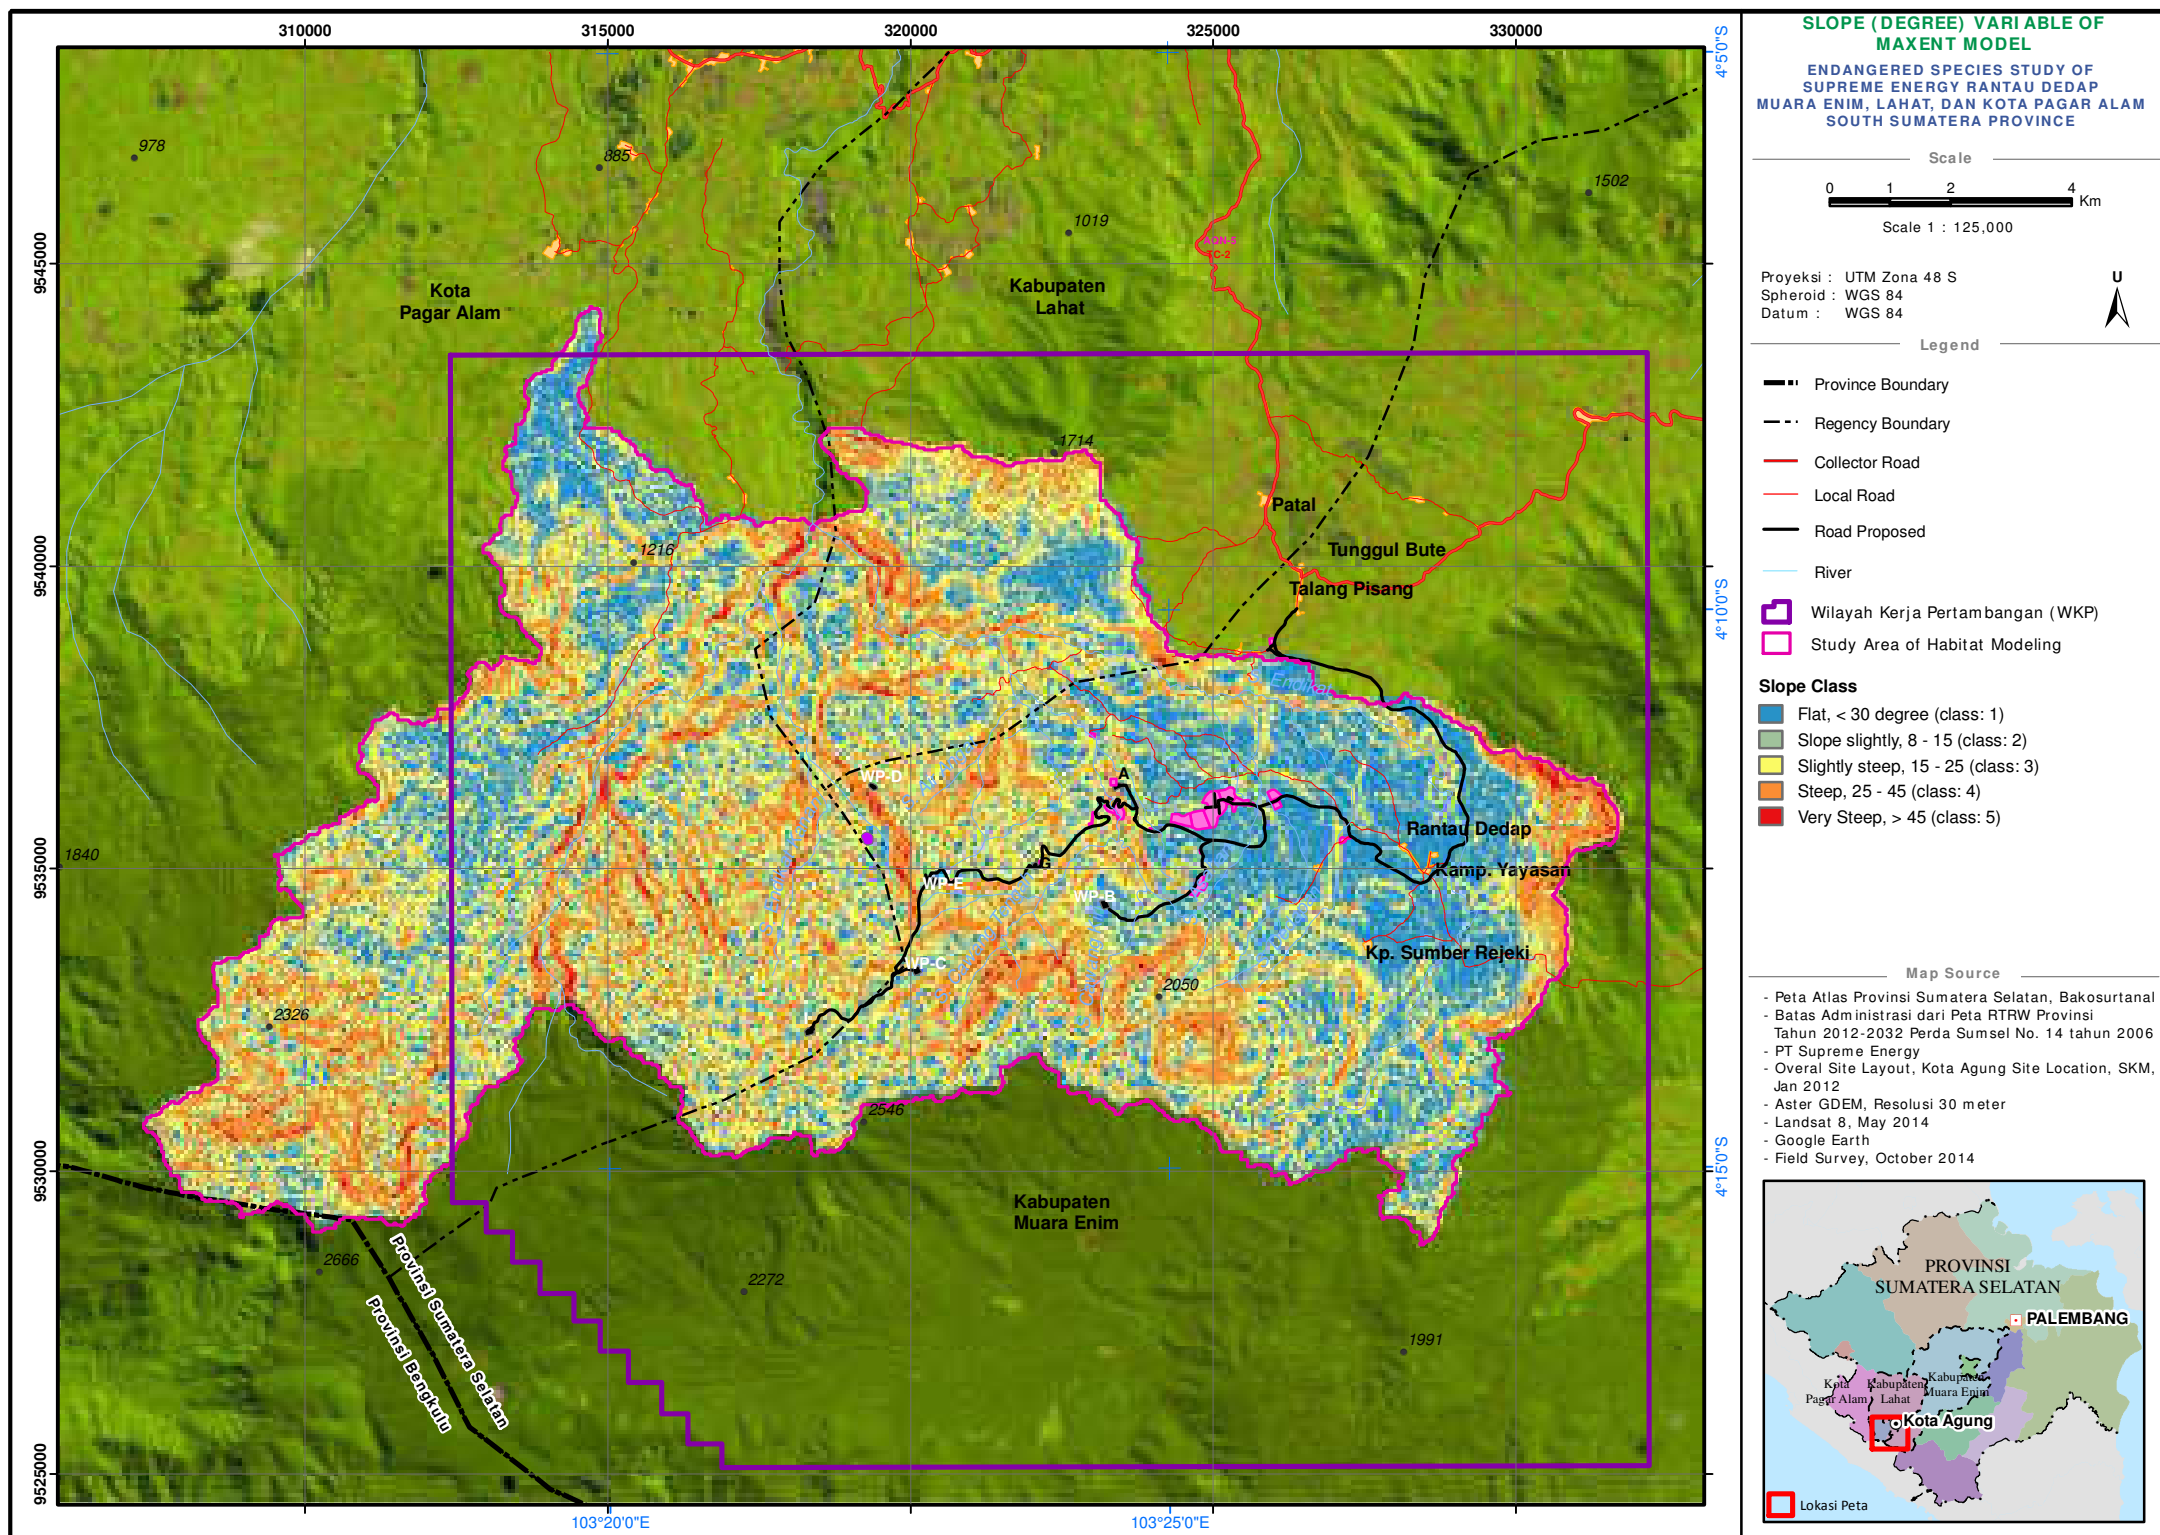 310000
315000
320000
325000
330000
4°5'0"S
978
885
1502
1019
AQN-5
TC-2
9545000
Kota
Pagar Alam
Kabupaten
Lahat
1714
Patal
1216
Tunggul Bute
Talang Pisang
9540000
4°10'0"S
S. Endikat
WP-D
A
Rantau Dedap
1840
9535000
G
Kamp. Yayasan
WP-E
WP-B
Kp. Sumber Rejeki
WP-C
2050
2326
2546
9530000
4°15'0"S
Kabupaten
Muara Enim
2666
2272
1991
Provinsi Sumatera Selatan
Provinsi Bengkulu
9525000
103°20'0"E
103°25'0"E
SLOPE (DEGREE) VARIABLE OF
MAXENT MODEL
ENDANGERED SPECIES STUDY OF
SUPREME ENERGY RANTAU DEDAP
MUARA ENIM, LAHAT, DAN KOTA PAGAR ALAM
SOUTH SUMATERA PROVINCE
Scale
0 1 2 4
Km
Scale 1 : 125,000
Proyeksi : UTM Zona 48 S
Spheroid : WGS 84
Datum : WGS 84
U
Legend
Province Boundary
Regency Boundary
Collector Road
Local Road
Road Proposed
River
Wilayah Kerja Pertambangan (WKP)
Study Area of Habitat Modeling
Slope Class
Flat, < 30 degree (class: 1)
Slope slightly, 8 - 15 (class: 2)
Slightly steep, 15 - 25 (class: 3)
Steep, 25 - 45 (class: 4)
Very Steep, > 45 (class: 5)
Map Source
- Peta Atlas Provinsi Sumatera Selatan, Bakosurtanal
- Batas Administrasi dari Peta RTRW Provinsi
Tahun 2012-2032 Perda Sumsel No. 14 tahun 2006
- PT Supreme Energy
- Overal Site Layout, Kota Agung Site Location, SKM,
Jan 2012
- Aster GDEM, Resolusi 30 meter
- Landsat 8, May 2014
- Google Earth
- Field Survey, October 2014
PROVINSI
SUMATERA SELATAN
PALEMBANG
Kota
Pagar Alam
Kabupaten
Lahat
Kabupaten
Muara Enim
Kota Agung
Lokasi Peta